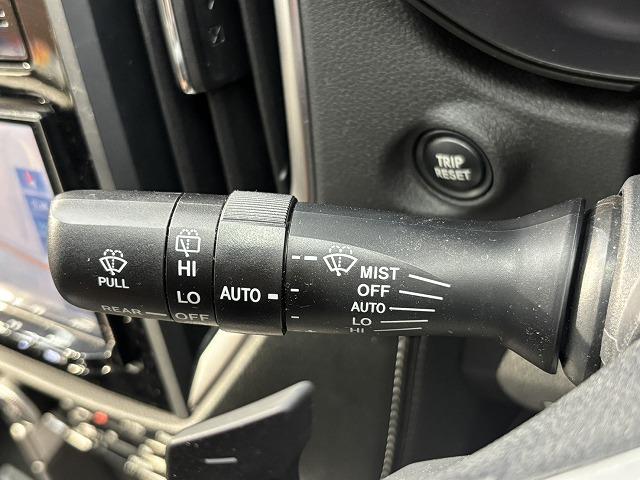 TRIP
RESET
PULL
REAR
HI
LO
OFF
AUTO
MIST
OFF
AUTO
LO
HI